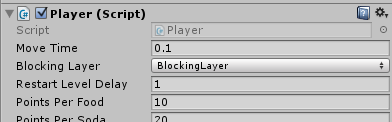 Player (Script)
Script Player
Move Time 0.1
Blocking Layer BlockingLayer
Restart Level Delay 1
Points Per Food 10
Points Per Soda 20